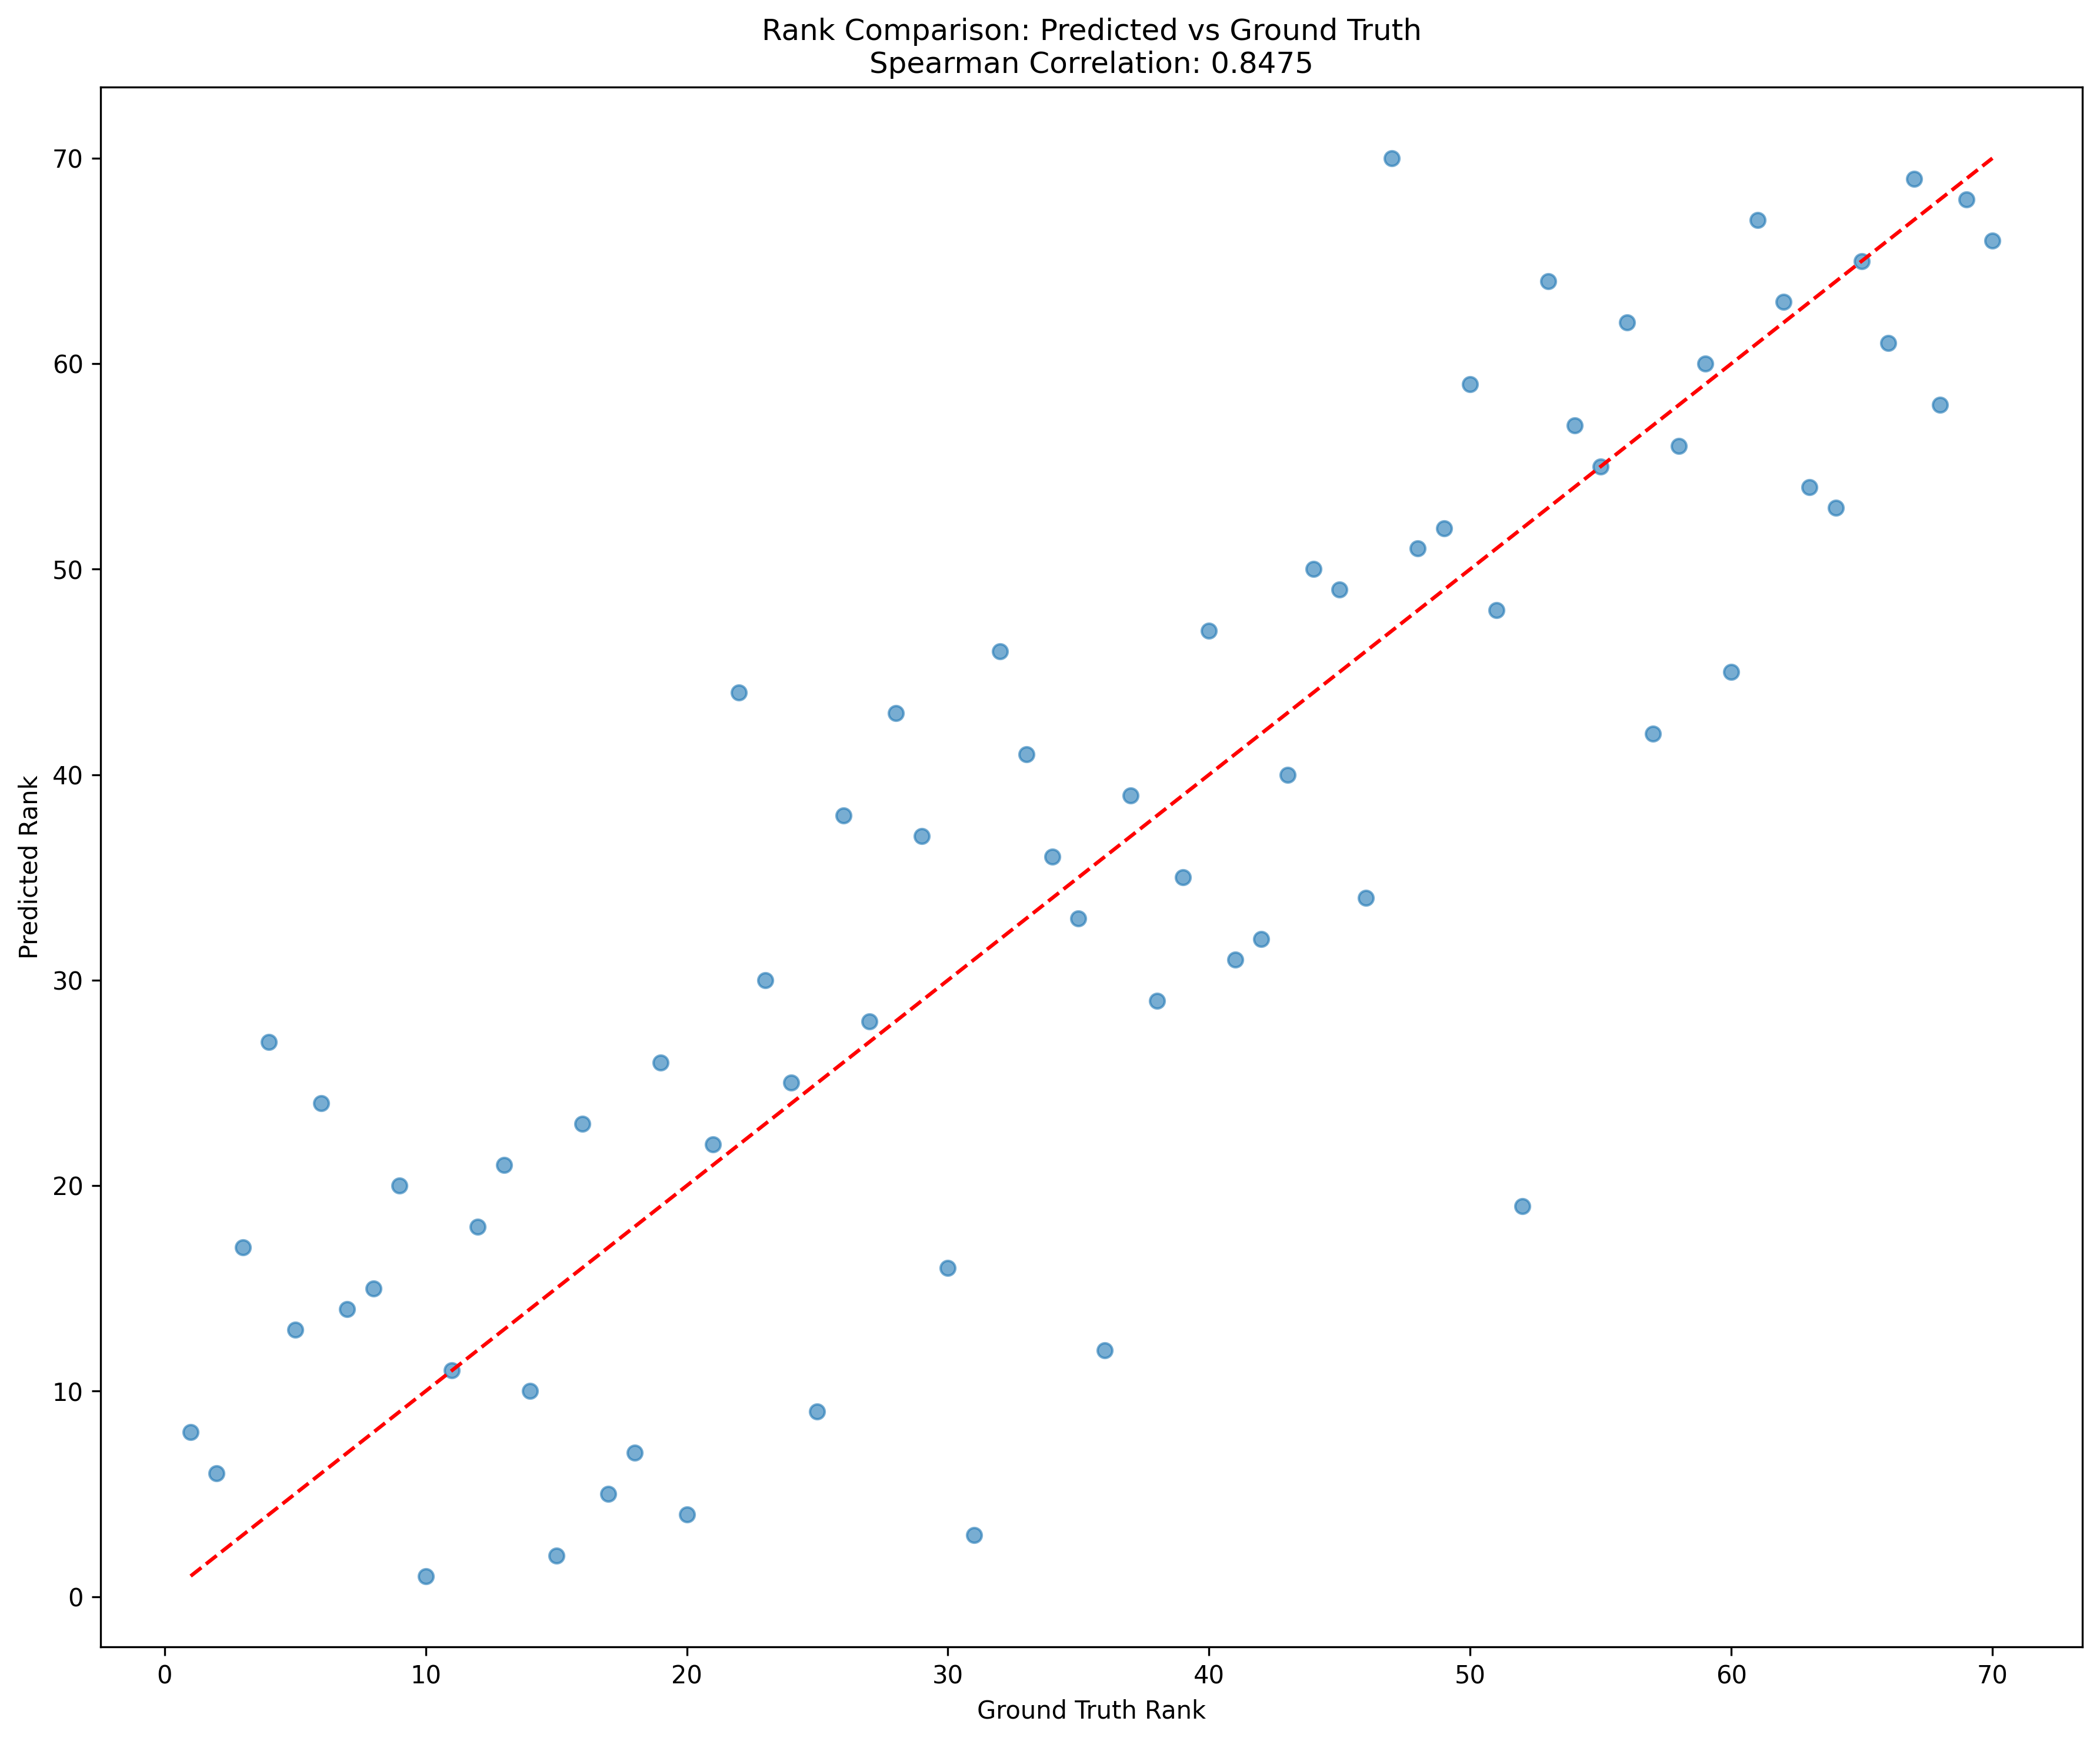 Rank Comparison: Predicted vs Ground Truth
Spearman Correlation: 0.8475
70
60
50
40
30
20
10
0
Predicted Rank
0 10 20 30 40 50 60 70
Ground Truth Rank